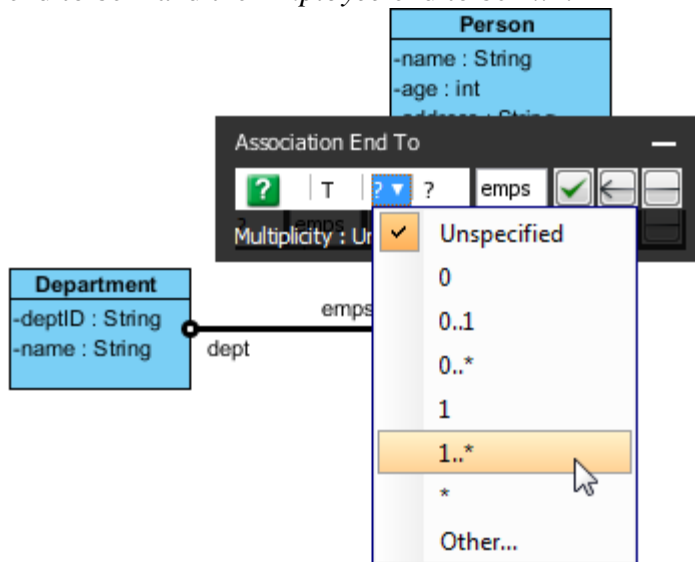 Person
-name : String
-age : int
Association End To
? T ? ? emps
Multiplicity : Un
Unspecified
0
0..1
0..*
1
1..*
*
Other...
Department
-deptID : String
-name : String
emps
dept